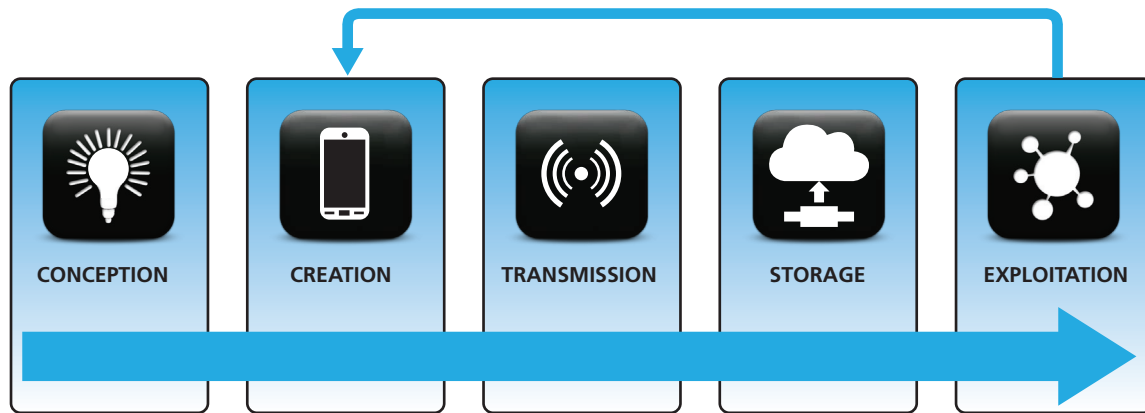 CONCEPTION
CREATION
TRANSMISSION
STORAGE
EXPLOITATION